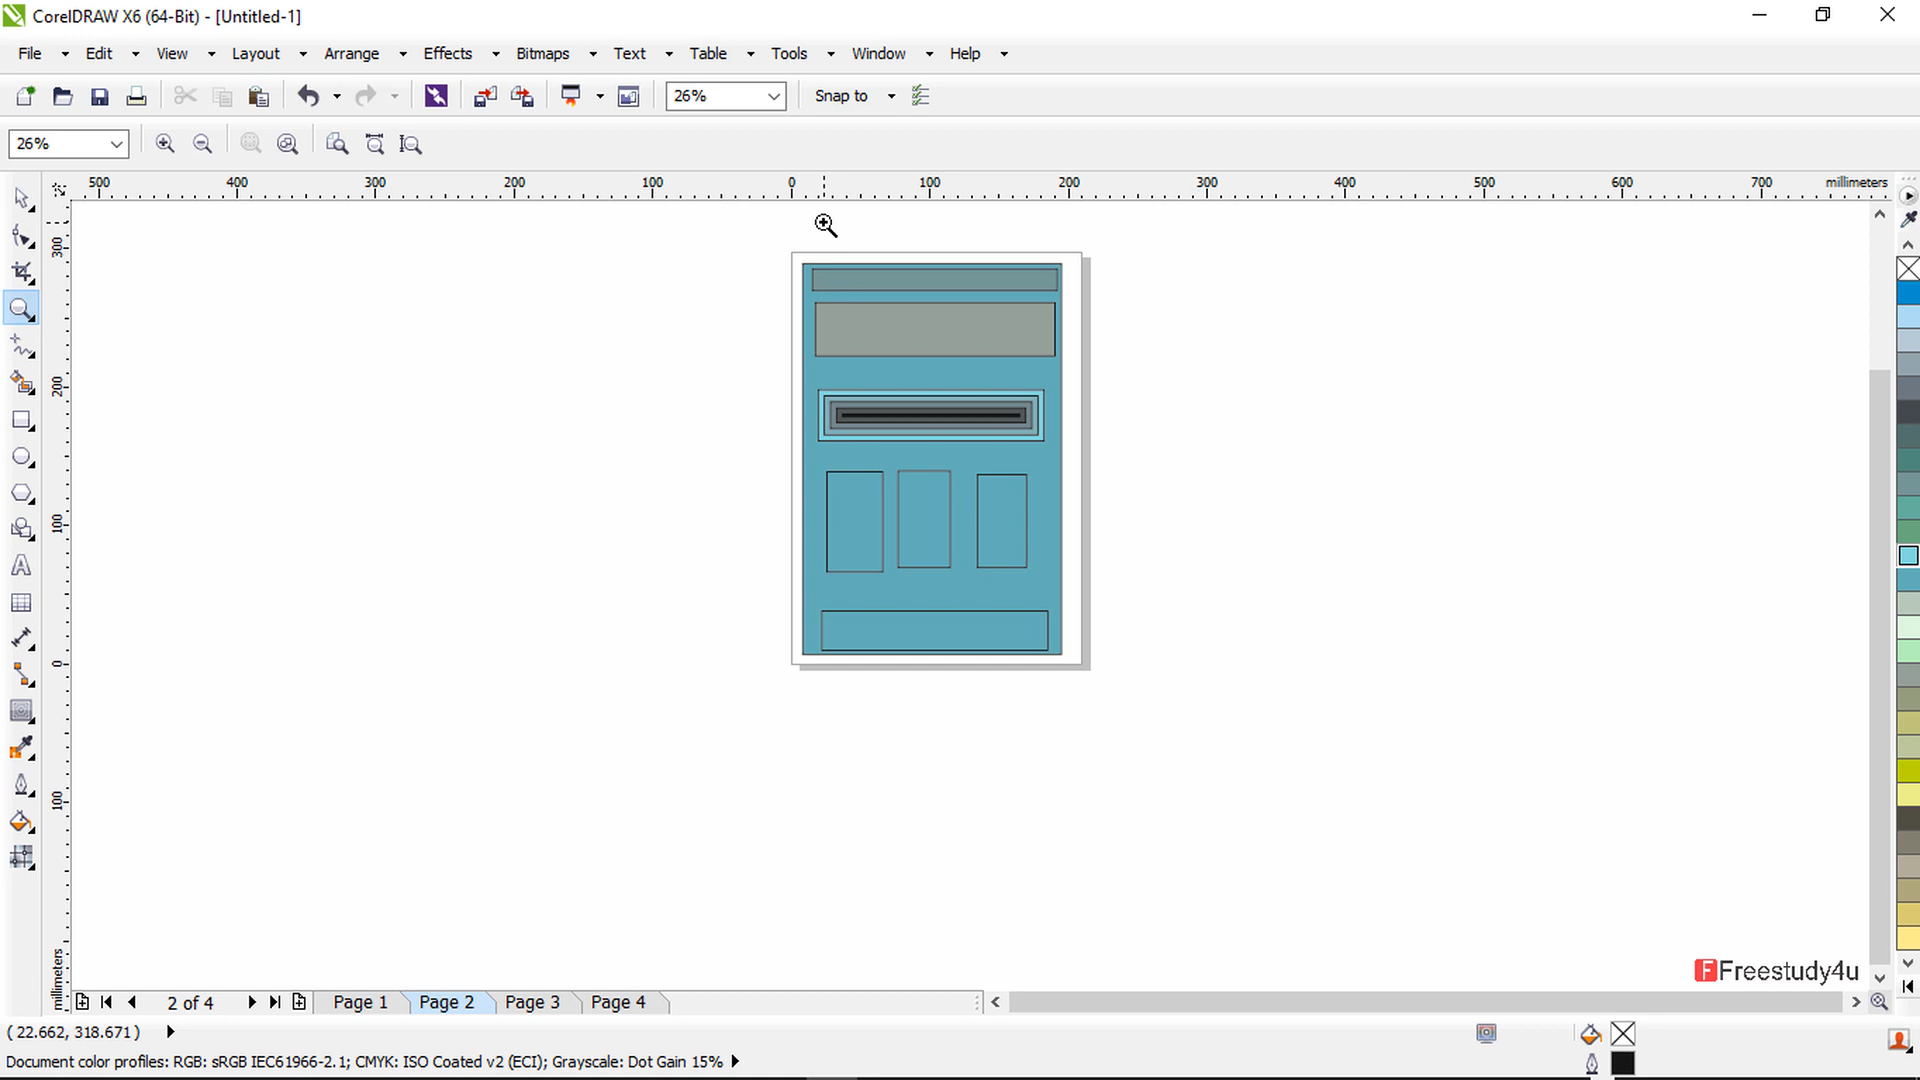 CorelDRAW X6 (64-Bit) - [Untitled-1]
File Edit View Layout Arrange Effects Bitmaps Text Table Tools Window Help
26% Snap to
26%
500 400 300 200 100 0 100 200 300 400 500 600 700 millimeters
300
200
100
0
100
millimeters
Freestudy4u
2 of 4 Page 1 Page 2 Page 3 Page 4
( 22.662, 318.671 )
Document color profiles: RGB: sRGB IEC61966-2.1; CMYK: ISO Coated v2 (ECI); Grayscale: Dot Gain 15%